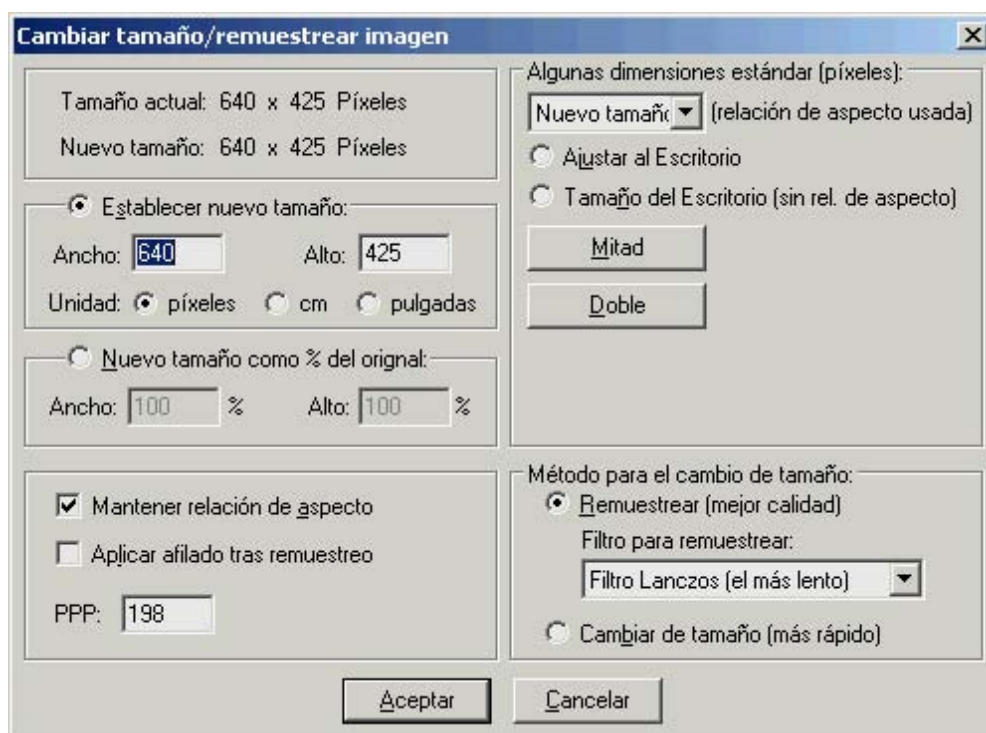 Cambiar tamaño/remuestrear imagen
Tamaño actual: 640 x 425 Píxeles
Nuevo tamaño: 640 x 425 Píxeles
Establecer nuevo tamaño:
Ancho: 640 Alto: 425
Unidad: píxeles cm pulgadas
Nuevo tamaño como % del orignal:
Ancho: 100 % Alto: 100 %
Mantener relación de aspecto
Aplicar afilado tras remuestreo
PPP: 198
Algunas dimensiones estándar (píxeles):
Nuevo tamañ (relación de aspecto usada)
Ajustar al Escritorio
Tamaño del Escritorio (sin rel. de aspecto)
Mitad
Doble
Método para el cambio de tamaño:
Remuestrear (mejor calidad)
Filtro para remuestrear:
Filtro Lanczos (el más lento)
Cambiar de tamaño (más rápido)
Aceptar Cancelar